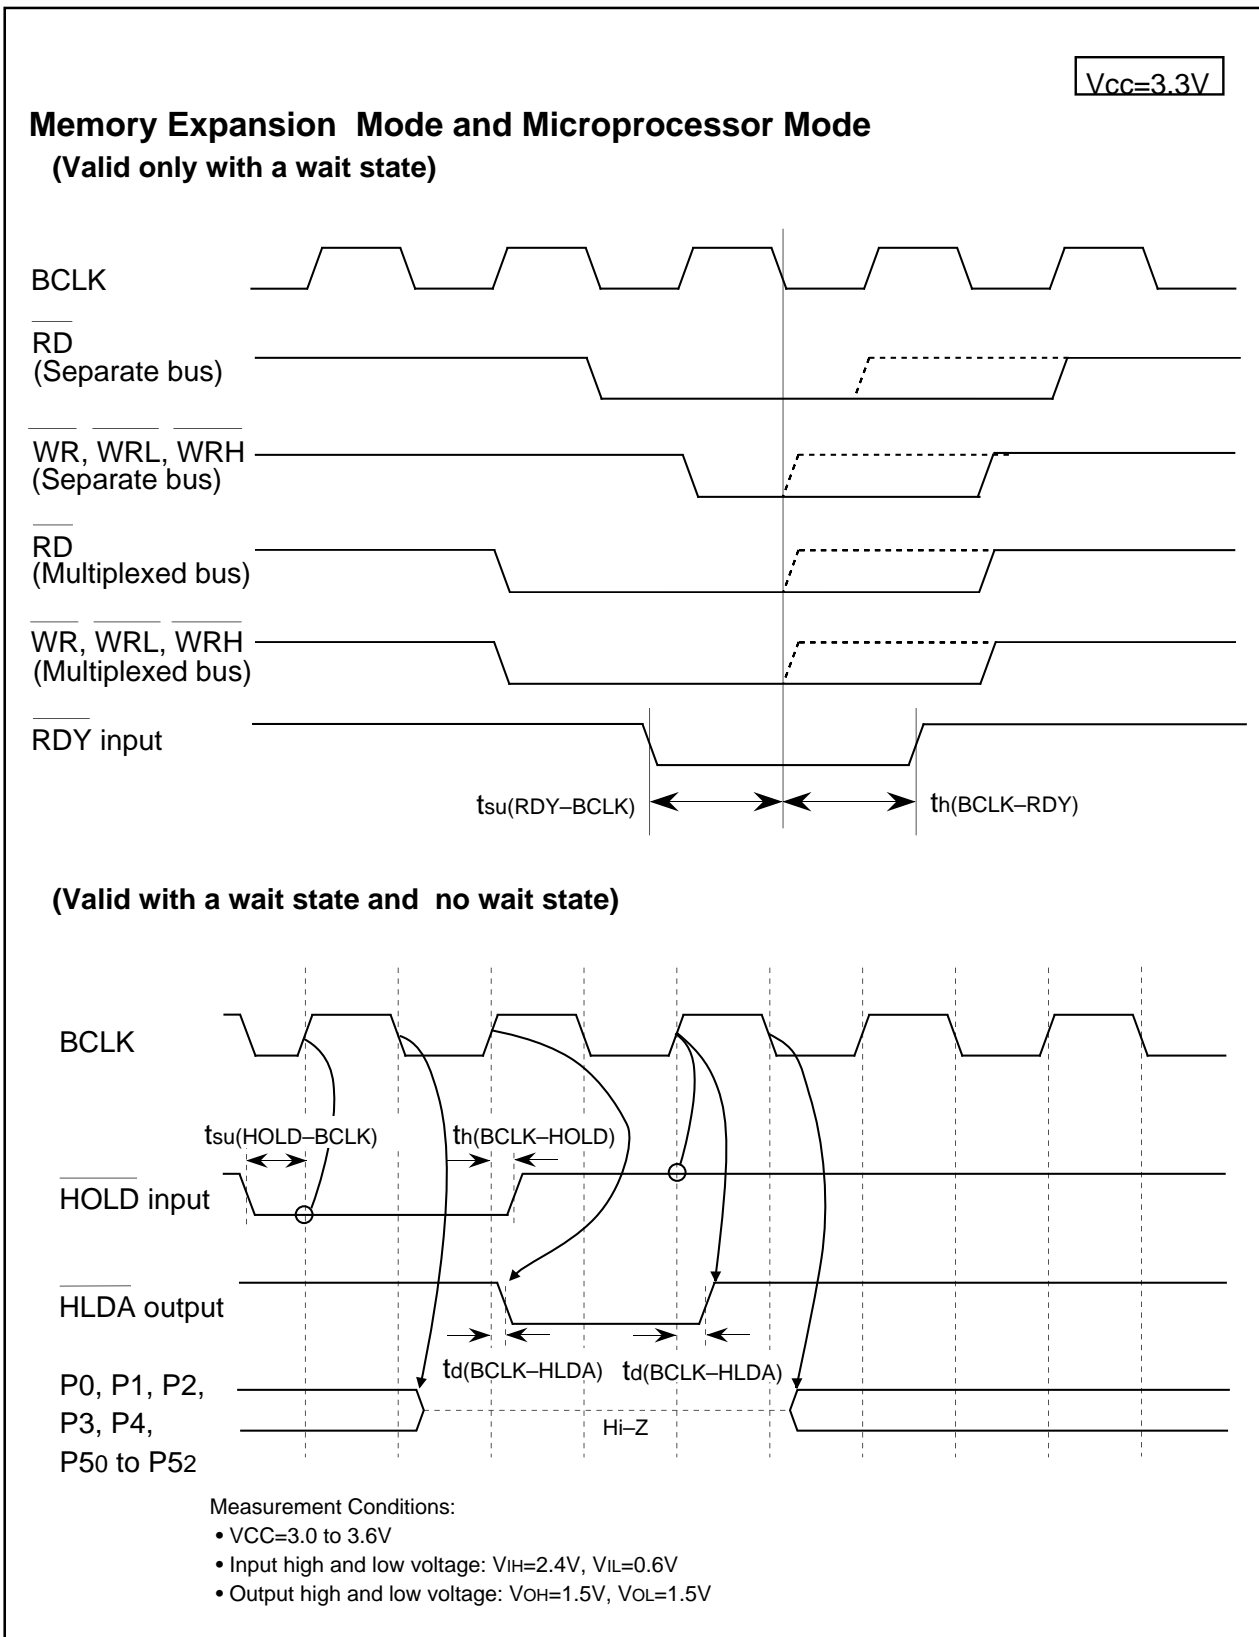 Vcc=3.3V
Memory Expansion Mode and Microprocessor Mode
(Valid only with a wait state)
BCLK
RD
(Separate bus)
WR, WRL, WRH
(Separate bus)
RD
(Multiplexed bus)
WR, WRL, WRH
(Multiplexed bus)
RDY input
tsu(RDY–BCLK)
th(BCLK–RDY)
(Valid with a wait state and no wait state)
BCLK
tsu(HOLD–BCLK)
th(BCLK–HOLD)
HOLD input
HLDA output
td(BCLK–HLDA)
td(BCLK–HLDA)
P0, P1, P2,
P3, P4,
P50 to P52
Hi–Z
Measurement Conditions:
• VCC=3.0 to 3.6V
• Input high and low voltage: VIH=2.4V, VIL=0.6V
• Output high and low voltage: VOH=1.5V, VOL=1.5V